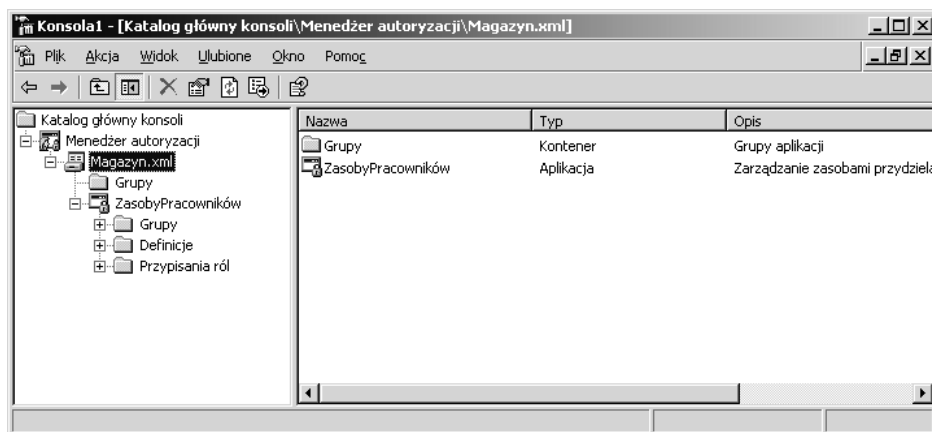 Konsola1 - [Katalog główny konsoli\Menedżer autoryzacji\Magazyn.xml]
Plik Akcja Widok Ulubione Okno Pomoc
Katalog główny konsoli
Menedżer autoryzacji
Magazyn.xml
Grupy
ZasobyPracowników
Grupy
Definicje
Przypisania ról
Nazwa Typ Opis
Grupy Kontener Grupy aplikacji
ZasobyPracowników Aplikacja Zarządzanie zasobami przydziela